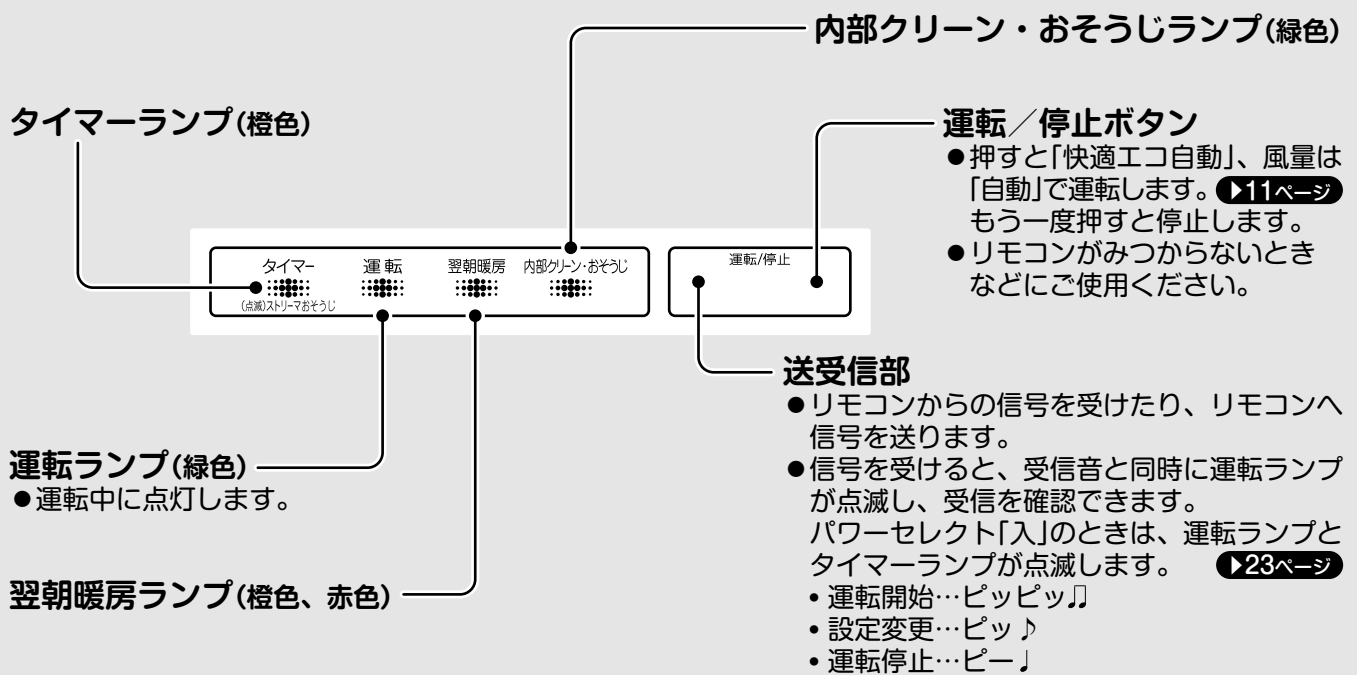 内部クリーン・おそうじランプ(緑色)
タイマーランプ(橙色)
運転／停止ボタン
●押すと「快適エコ自動」、風量は
「自動」で運転します。▶11ページ
もう一度押すと停止します。
●リモコンがみつからないとき
などにご使用ください。
タイマー 運転 翌朝暖房 内部クリーン・おそうじ
(点滅)ストリーマおそうじ
運転/停止
送受信部
●リモコンからの信号を受けたり、リモコンへ
信号を送ります。
●信号を受けると、受信音と同時に運転ランプ
が点滅し、受信を確認できます。
パワーセレクト「入」のときは、運転ランプと
タイマーランプが点滅します。 ▶23ページ
•運転開始…ピッピッ♫
•設定変更…ピッ♪
•運転停止…ピー♩
運転ランプ(緑色)
●運転中に点灯します。
翌朝暖房ランプ(橙色、赤色)